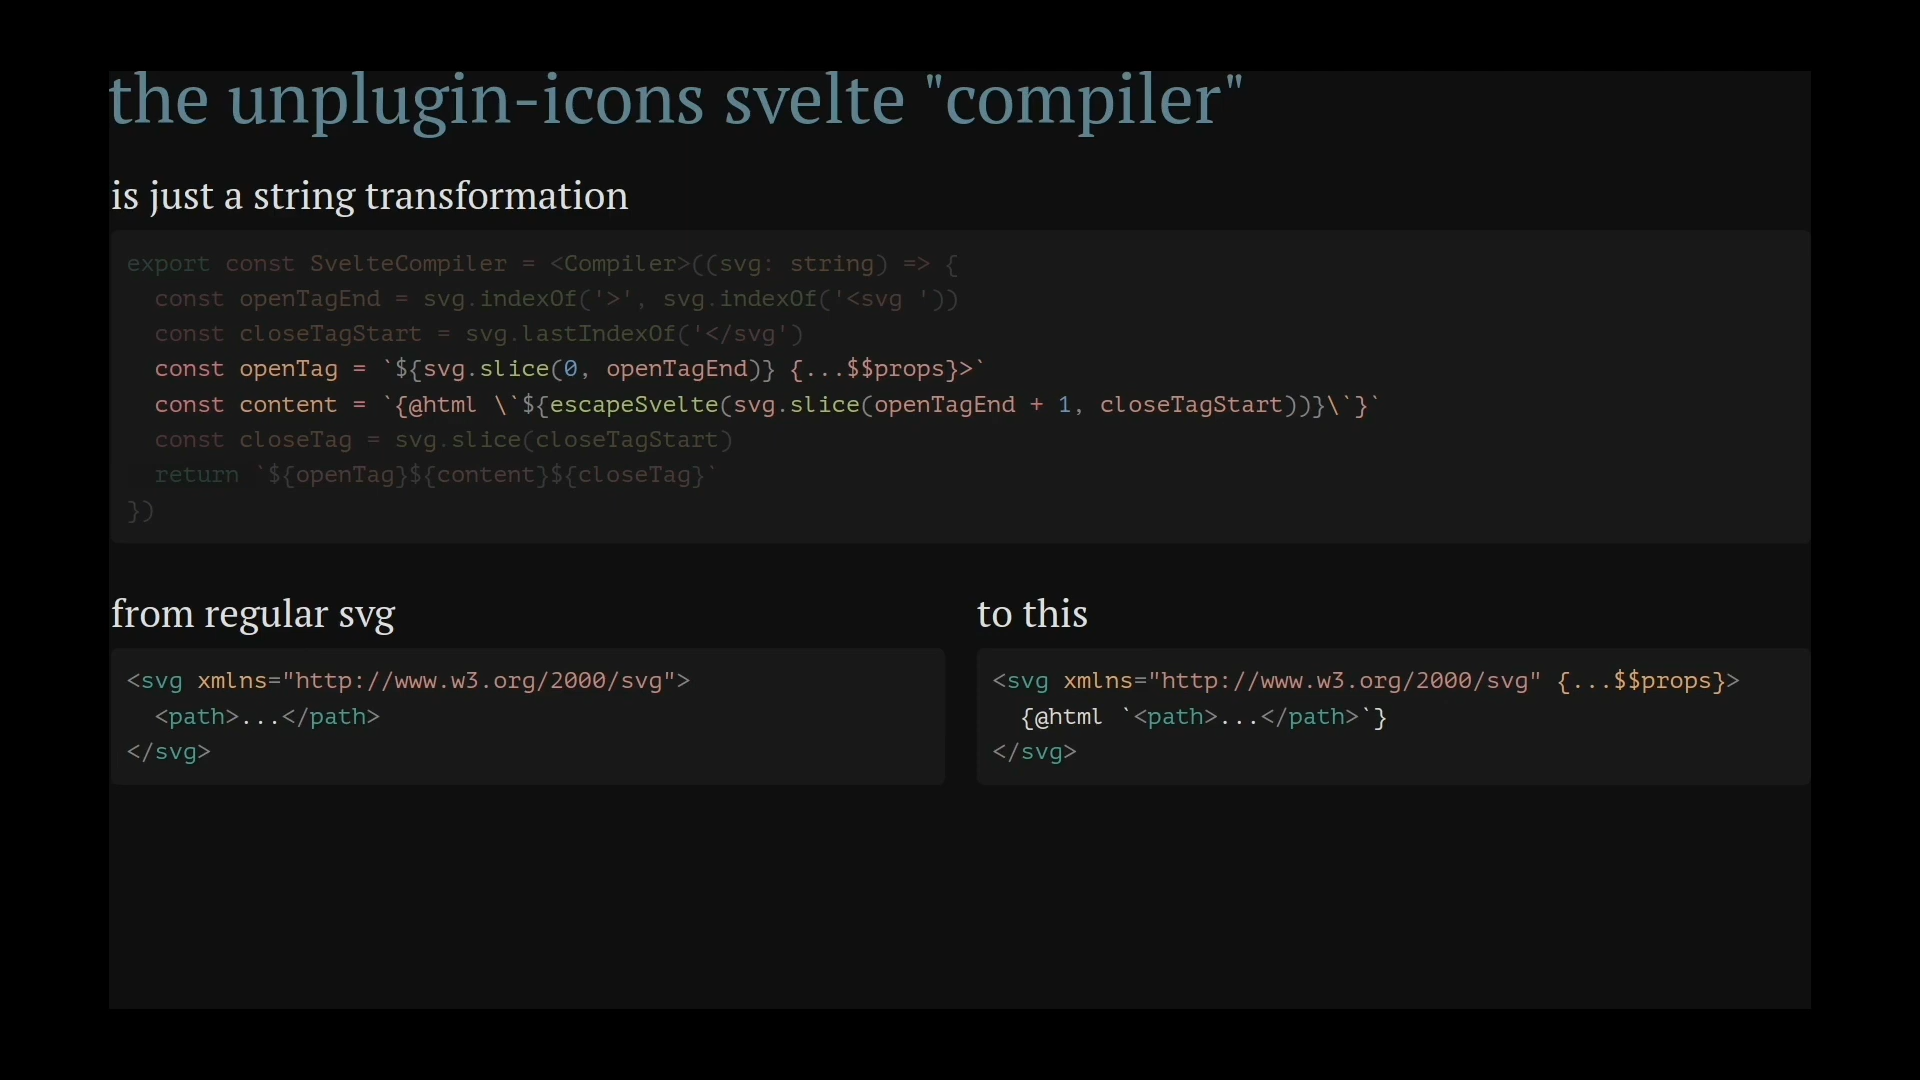 the unplugin-icons svelte "compiler"
is just a string transformation
export const SvelteCompiler = <Compiler>((svg: string) => {
  const openTagEnd = svg.indexOf('>', svg.indexOf('<svg '))
  const closeTagStart = svg.lastIndexOf('</svg')
  const openTag = `${svg.slice(0, openTagEnd)} {...$$props}>`
  const content = `{@html \`${escapeSvelte(svg.slice(openTagEnd + 1, closeTagStart))}\`}`
  const closeTag = svg.slice(closeTagStart)
  return `${openTag}${content}${closeTag}`
})
from regular svg
<svg xmlns="http://www.w3.org/2000/svg">
  <path>...</path>
</svg>
to this
<svg xmlns="http://www.w3.org/2000/svg" {...$$props}>
  {@html `<path>...</path>`}
</svg>